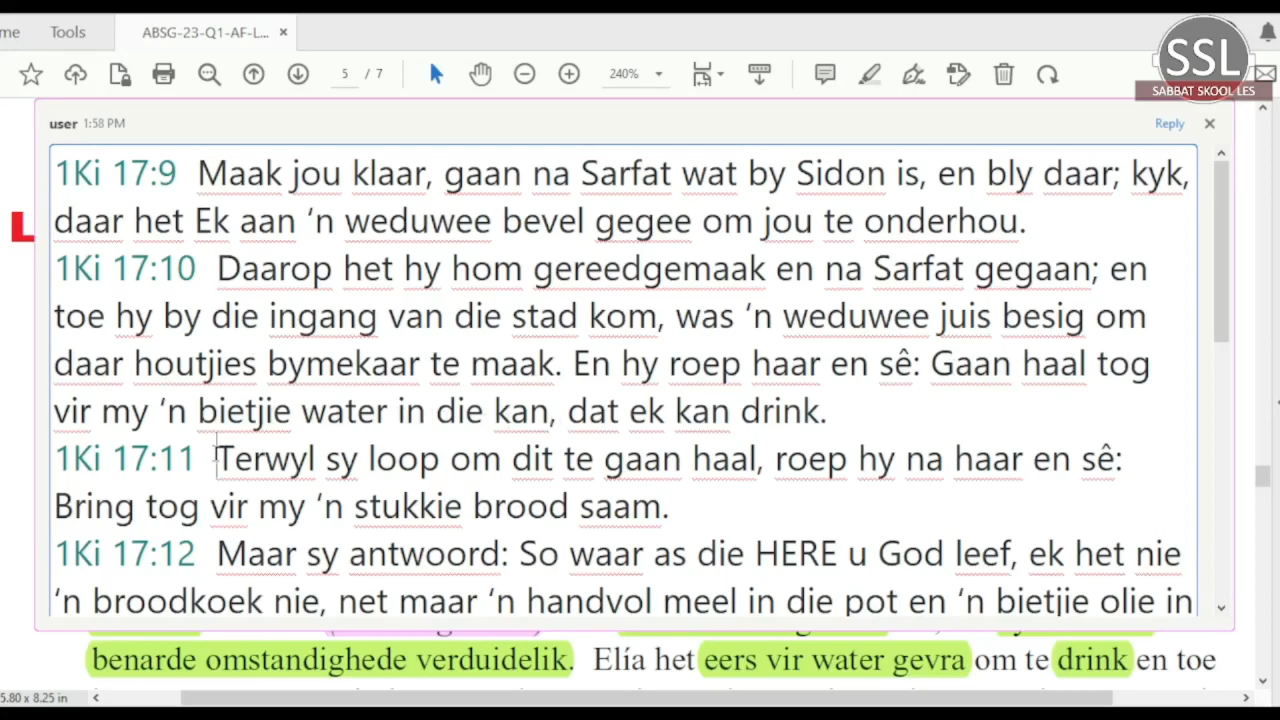 me Tools ABSG-23-Q1-AF-L... ×
SSL
SABBAT SKOOL LES
5 / 7 240%
user 1:58 PM Reply
1Ki 17:9 Maak jou klaar, gaan na Sarfat wat by Sidon is, en bly daar; kyk,
daar het Ek aan ‘n weduwee bevel gegee om jou te onderhou.
1Ki 17:10 Daarop het hy hom gereedgemaak en na Sarfat gegaan; en
toe hy by die ingang van die stad kom, was ‘n weduwee juis besig om
daar houtjies bymekaar te maak. En hy roep haar en sê: Gaan haal tog
vir my ‘n bietjie water in die kan, dat ek kan drink.
1Ki 17:11 Terwyl sy loop om dit te gaan haal, roep hy na haar en sê:
Bring tog vir my ‘n stukkie brood saam.
1Ki 17:12 Maar sy antwoord: So waar as die HERE u God leef, ek het nie
‘n broodkoek nie, net maar ‘n handvol meel in die pot en ‘n bietjie olie in
benarde omstandighede verduidelik. Elía het eers vir water gevra om te drink en toe
5.80 x 8.25 in